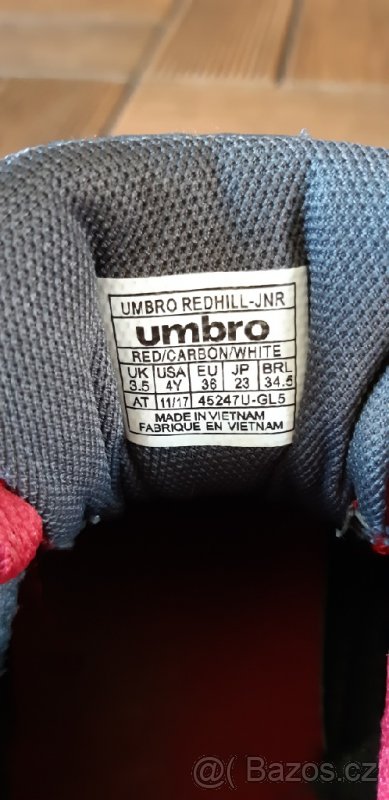 UMBRO REDHILL-JNR
umbro
RED/CARBON/WHITE
UK USA EU JP BRL
3.5 4Y 36 23 34.5
AT 11/17 45247U-GL5
MADE IN VIETNAM
FABRIQUE EN VIETNAM
@ Bazos.cz